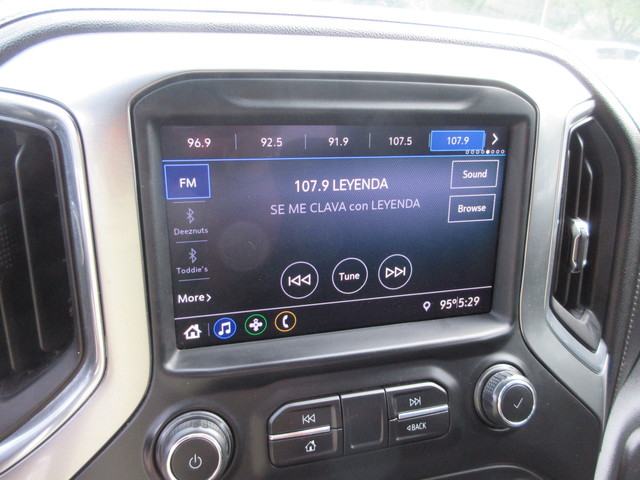 96.9 92.5 91.9 107.5 107.9
FM
107.9 LEYENDA
Sound
SE ME CLAVA con LEYENDA
Browse
Deeznuts
Toddie's
Tune
More
95° 5:29
BACK